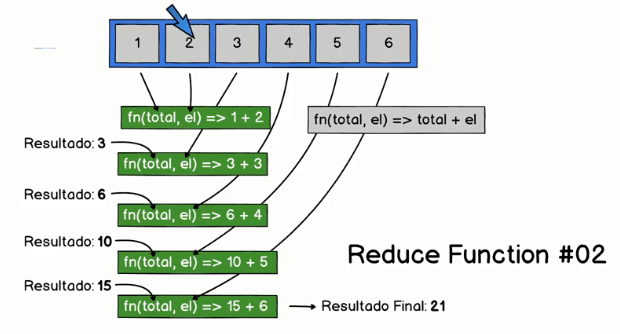 1 2 3 4 5 6
fn(total, el) => 1 + 2
fn(total, el) => total + el
Resultado: 3
fn(total, el) => 3 + 3
Resultado: 6
fn(total, el) => 6 + 4
Resultado: 10
fn(total, el) => 10 + 5
Reduce Function #02
Resultado: 15
fn(total, el) => 15 + 6
Resultado Final: 21